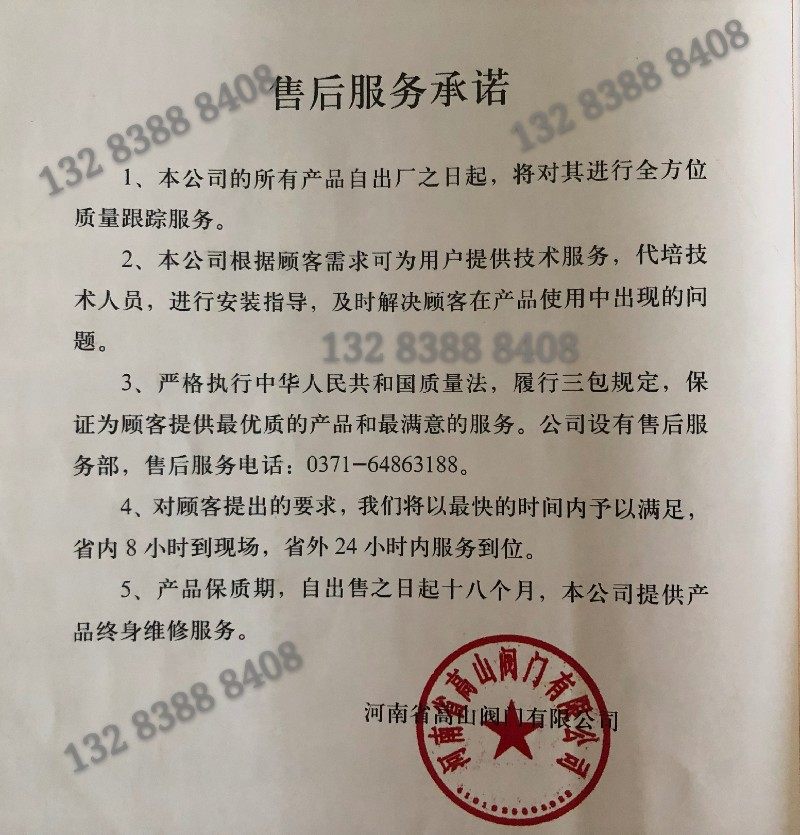 售后服务承诺
132 8388 8408
132 8388 8408
1、本公司的所有产品自出厂之日起，将对其进行全方位
质量跟踪服务。
2、本公司根据顾客需求可为用户提供技术服务，代培技
术人员，进行安装指导，及时解决顾客在产品使用中出现的问
题。
132 8388 8408
3、严格执行中华人民共和国质量法，履行三包规定，保
证为顾客提供最优质的产品和最满意的服务。公司设有售后服
务部，售后服务电话：0371-64863188。
4、对顾客提出的要求，我们将以最快的时间内予以满足，
省内8小时到现场，省外24小时内服务到位。
5、产品保质期，自出售之日起十八个月，本公司提供产
品终身维修服务。
132 8388 8408
河南省高山阀门有限公司
河南省高山阀门有限公司